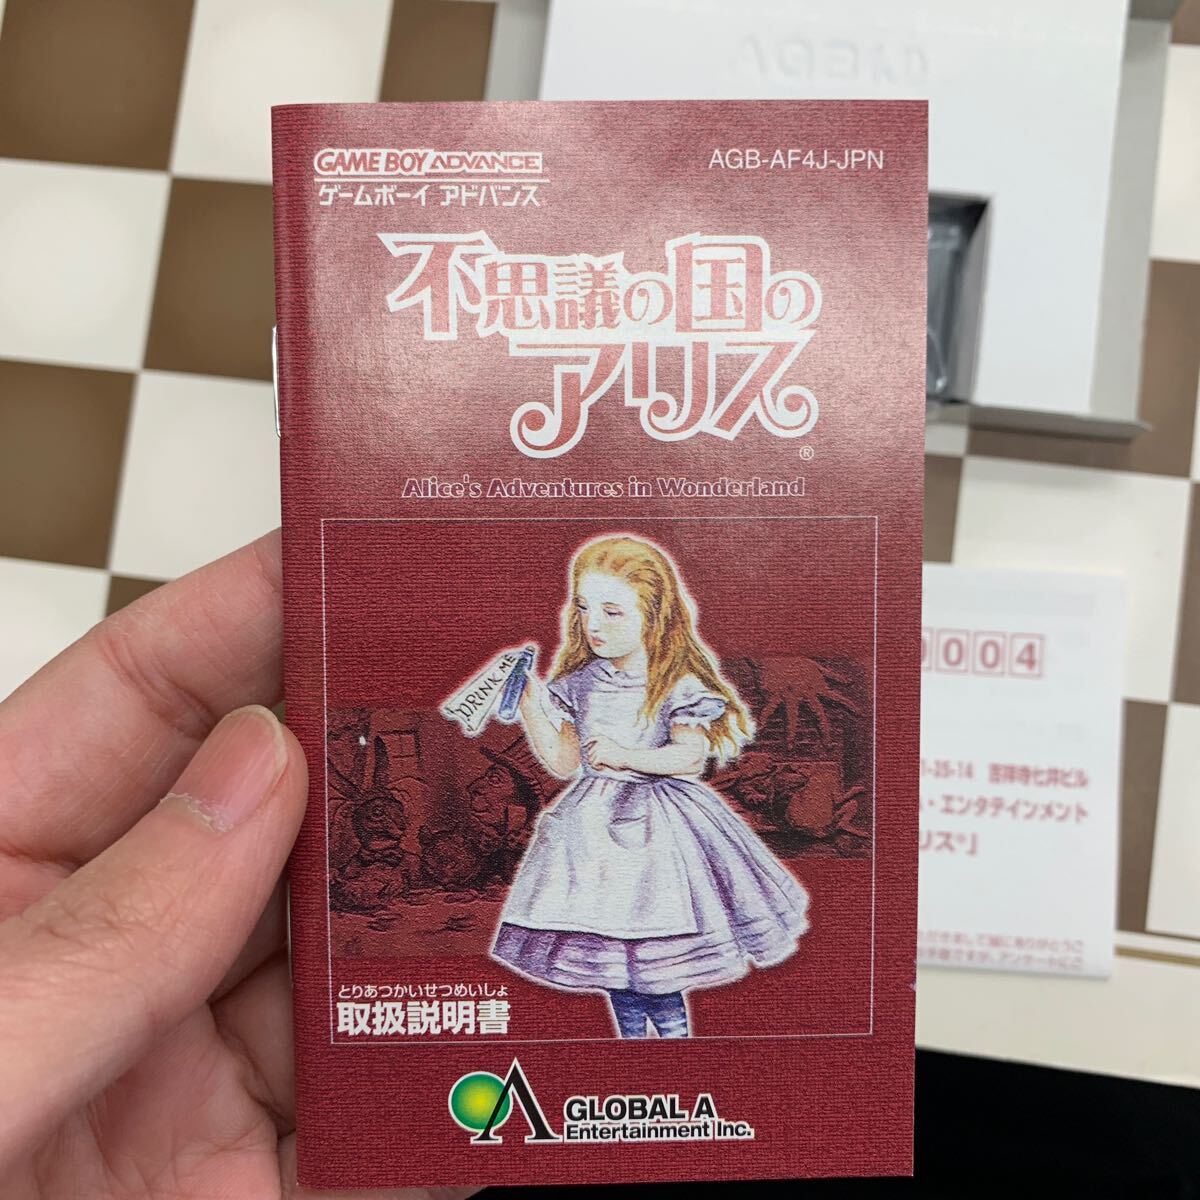 GAME BOY ADVANCE
ゲームボーイ アドバンス
AGB-AF4J-JPN
不思議の国の
アリス
®
Alice's Adventures in Wonderland
DRINK ME
とりあつかいせつめいしょ
取扱説明書
GLOBAL A
Entertainment Inc.
0004
-25-14 吉祥寺七井ビル
・エンタテインメント
リス®」